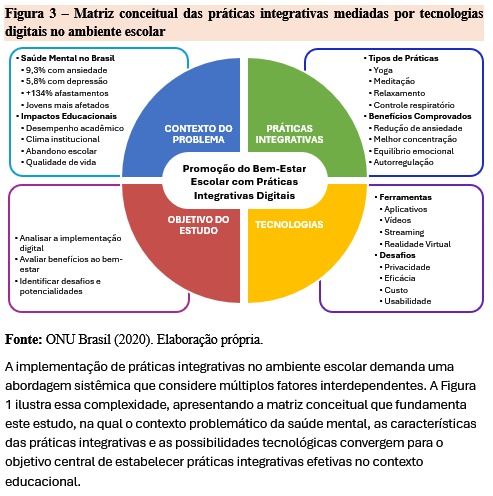 Figura 3 – Matriz conceitual das práticas integrativas mediadas por tecnologias
digitais no ambiente escolar
• Saúde Mental no Brasil
• 9,3% com ansiedade
• 5,8% com depressão
• +134% afastamentos
• Jovens mais afetados
• Impactos Educacionais
• Desempenho acadêmico
• Clima institucional
• Abandono escolar
• Qualidade de vida
CONTEXTO DO
PROBLEMA
PRÁTICAS
INTEGRATIVAS
• Tipos de Práticas
• Yoga
• Meditação
• Relaxamento
• Controle respiratório
• Benefícios Comprovados
• Redução de ansiedade
• Melhor concentração
• Equilíbrio emocional
• Autorregulação
Promoção do Bem-Estar
Escolar com Práticas
Integrativas Digitais
• Analisar a implementação
digital
• Avaliar benefícios ao bem-
estar
• Identificar desafios e
potencialidades
OBJETIVO DO
ESTUDO
TECNOLOGIAS
• Ferramentas
• Aplicativos
• Vídeos
• Streaming
• Realidade Virtual
• Desafios
• Privacidade
• Eficácia
• Custo
• Usabilidade
Fonte: ONU Brasil (2020). Elaboração própria.
A implementação de práticas integrativas no ambiente escolar demanda uma
abordagem sistêmica que considere múltiplos fatores interdependentes. A Figura
1 ilustra essa complexidade, apresentando a matriz conceitual que fundamenta
este estudo, na qual o contexto problemático da saúde mental, as características
das práticas integrativas e as possibilidades tecnológicas convergem para o
objetivo central de estabelecer práticas integrativas efetivas no contexto
educacional.